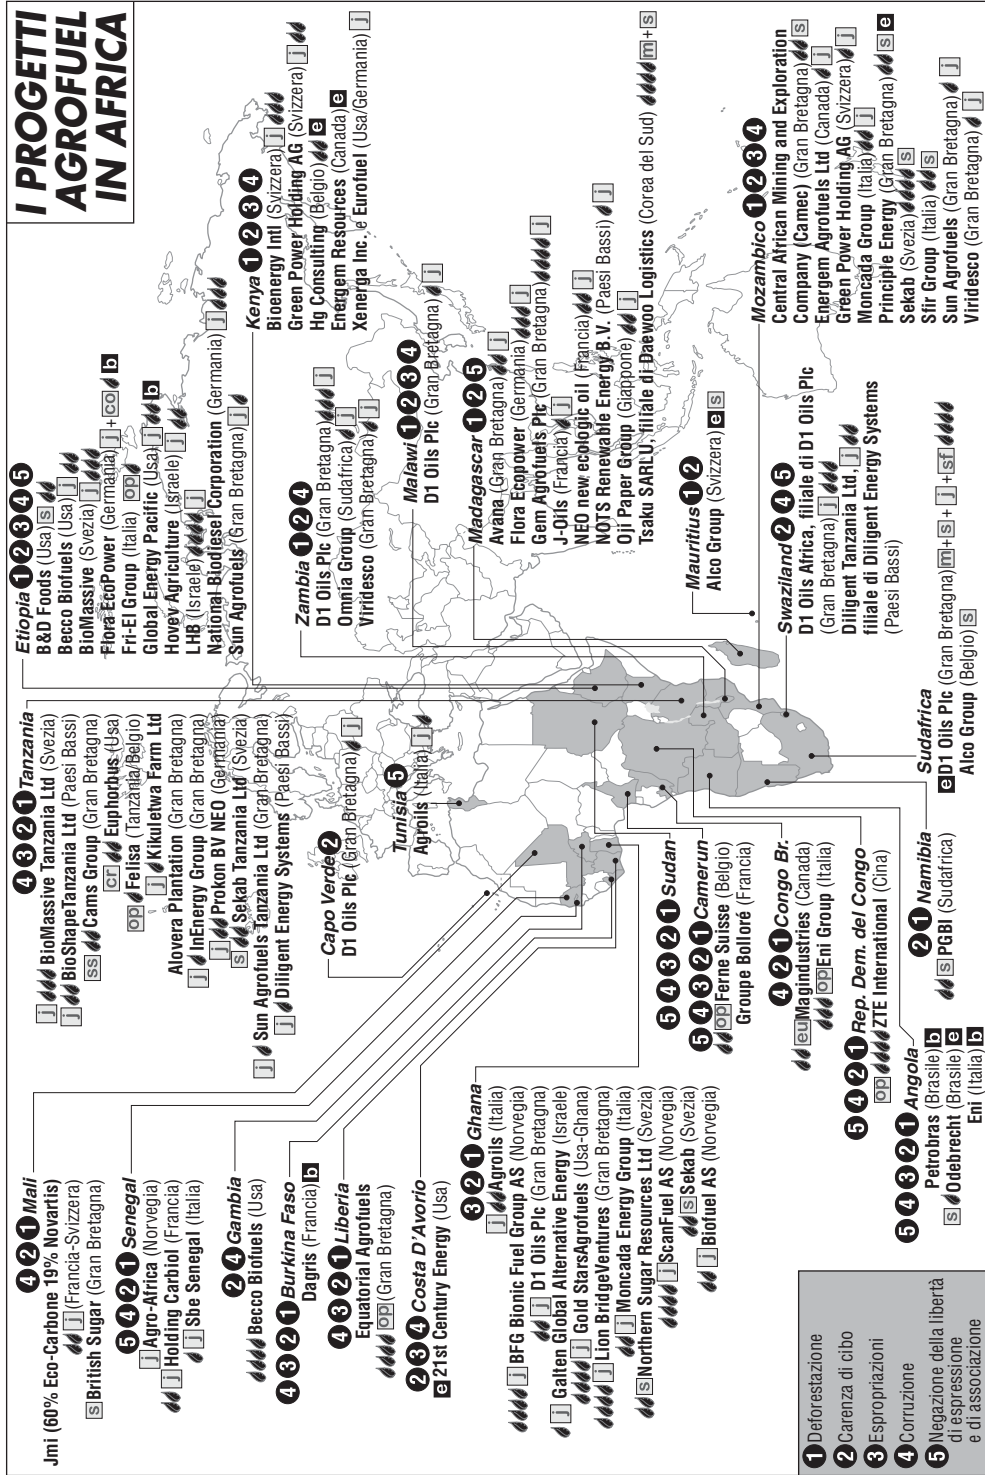 I PROGETTI
AGROFUEL
IN AFRICA
4 2 1 Mali
Jmi (60% Eco-Carbone 19% Novartis)
j (Francia-Svizzera)
s British Sugar (Gran Bretagna)
5 4 2 1 Senegal
j Agro-Africa (Norvegia)
j Holding Carbiol (Francia)
j Sbe Senegal (Italia)
2 4 Gambia
Becco Biofuels (Usa)
4 3 2 1 Burkina Faso
Dagris (Francia) b
4 3 2 1 Liberia
Equatorial Agrofuels
op (Gran Bretagna)
2 3 4 Costa D'Avorio
e 21st Century Energy (Usa)
3 2 1 Ghana
j Agroils (Italia)
j BFG Bionic Fuel Group AS (Norvegia)
j D1 Oils Plc (Gran Bretagna)
j Galten Global Alternative Energy (Israele)
j Gold StarsAgrofuels (Usa-Ghana)
j Lion BridgeVentures (Gran Bretagna)
j Moncada Energy Group (Italia)
s Northern Sugar Resources Ltd (Svezia)
j ScanFuel AS (Norvegia)
s Sekab (Svezia)
j Biofuel AS (Norvegia)
4 3 2 1 Tanzania
j BioMassive Tanzania Ltd (Svezia)
j BioShapeTanzania Ltd (Paesi Bassi)
ss Cams Group (Gran Bretagna)
cr Euphorbus (Usa)
op Felisa (Tanzania/Belgio)
j Kikuletwa Farm Ltd
Alovera Plantation (Gran Bretagna)
j InEnergy Group (Gran Bretagna)
j Prokon BV NEO (Germania)
s Sekab Tanzania Ltd (Svezia)
j Sun Agrofuels Tanzania Ltd (Gran Bretagna)
j Diligent Energy Systems (Paesi Bassi)
Capo Verde 2
D1 Oils Plc (Gran Bretagna) j
Tunisia 5
Agroils (Italia) j
5 4 3 2 1 Sudan
5 4 3 2 1 Camerun
op Ferne Suisse (Belgio)
Groupe Bolloré (Francia)
4 2 1 Congo Br.
eu Magindustries (Canada)
op Eni Group (Italia)
5 4 2 1 Rep. Dem. del Congo
op ZTE International (Cina)
5 4 3 2 1 Angola
Petrobras (Brasile) b
s Odebrecht (Brasile) e
Eni (Italia) b
2 1 Namibia
s PGBI (Sudafrica)
Etiopia 1 2 3 4 5
B&D Foods (Usa) s
Becco Biofuels (Usa j
BioMassive (Svezia) j
Flora EcoPower (Germania) j + co b
Fri-El Group (Italia) op
Global Energy Pacific (Usa) j b
Hovev Agriculture (Israele) j
LHB (Israele) j
National Biodiesel Corporation (Germania) j
Sun Agrofuels (Gran Bretagna) j
Kenya 1 2 3 4
Bioenergy Intl (Svizzera) j
Green Power Holding AG (Svizzera) j
Hg Consulting (Belgio) e
Energem Resources (Canada) e
Xenerga Inc. e Eurofuel (Usa/Germania) j
Zambia 1 2 4
D1 Oils Plc (Gran Bretagna) j
Omnia Group (Sudafrica) j
Viridesco (Gran Bretagna) j
Malawi 1 2 3 4
D1 Oils Plc (Gran Bretagna) j
Madagascar 1 2 5
Avana (Gran Bretagna) j
Flora Ecopower (Germania) j
Gem Agrofuels Plc (Gran Bretagna) j
J-Oils (Francia) j
NEO new ecologic oil (Francia) j
NOTS Renewable Energy B.V. (Paesi Bassi) j
Oji Paper Group (Giappone) j
Tsaku SARLU, filiale di Daewoo Logistics (Corea del Sud) m + s
Mauritius 1 2
Alco Group (Svizzera) e s
Mozambico 1 2 3 4
Central African Mining and Exploration
Company (Camec) (Gran Bretagna) s
Energem Agrofuels Ltd (Canada) j
Green Power Holding AG (Svizzera) j
Moncada Group (Italia) j
Principle Energy (Gran Bretagna) s e
Sekab (Svezia) s
Sfir Group (Italia) s
Sun Agrofuels (Gran Bretagna) j
Viridesco (Gran Bretagna) j
Swaziland 2 4 5
D1 Oils Africa, filiale di D1 Oils Plc
(Gran Bretagna) j
Diligent Tanzania Ltd, j
filiale di Diligent Energy Systems
(Paesi Bassi)
Sudafrica
e D1 Oils Plc (Gran Bretagna) m + s + j + sf
Alco Group (Belgio) s
1 Deforestazione
2 Carenza di cibo
3 Espropriazioni
4 Corruzione
5 Negazione della libertà
di espressione
e di associazione